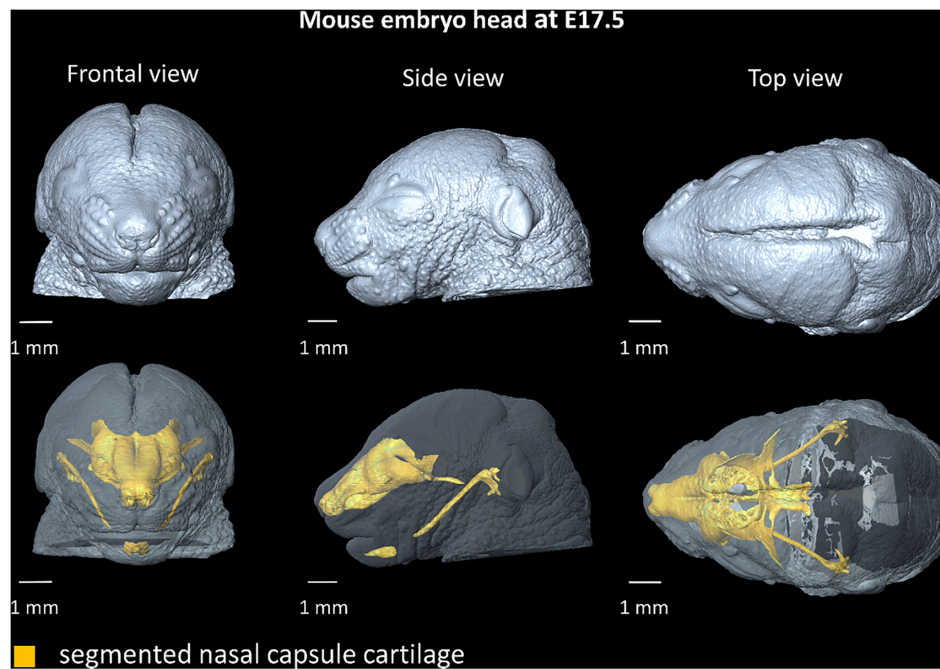 Mouse embryo head at E17.5
Frontal view
Side view
Top view
1 mm
1 mm
1 mm
1 mm
1 mm
1 mm
segmented nasal capsule cartilage